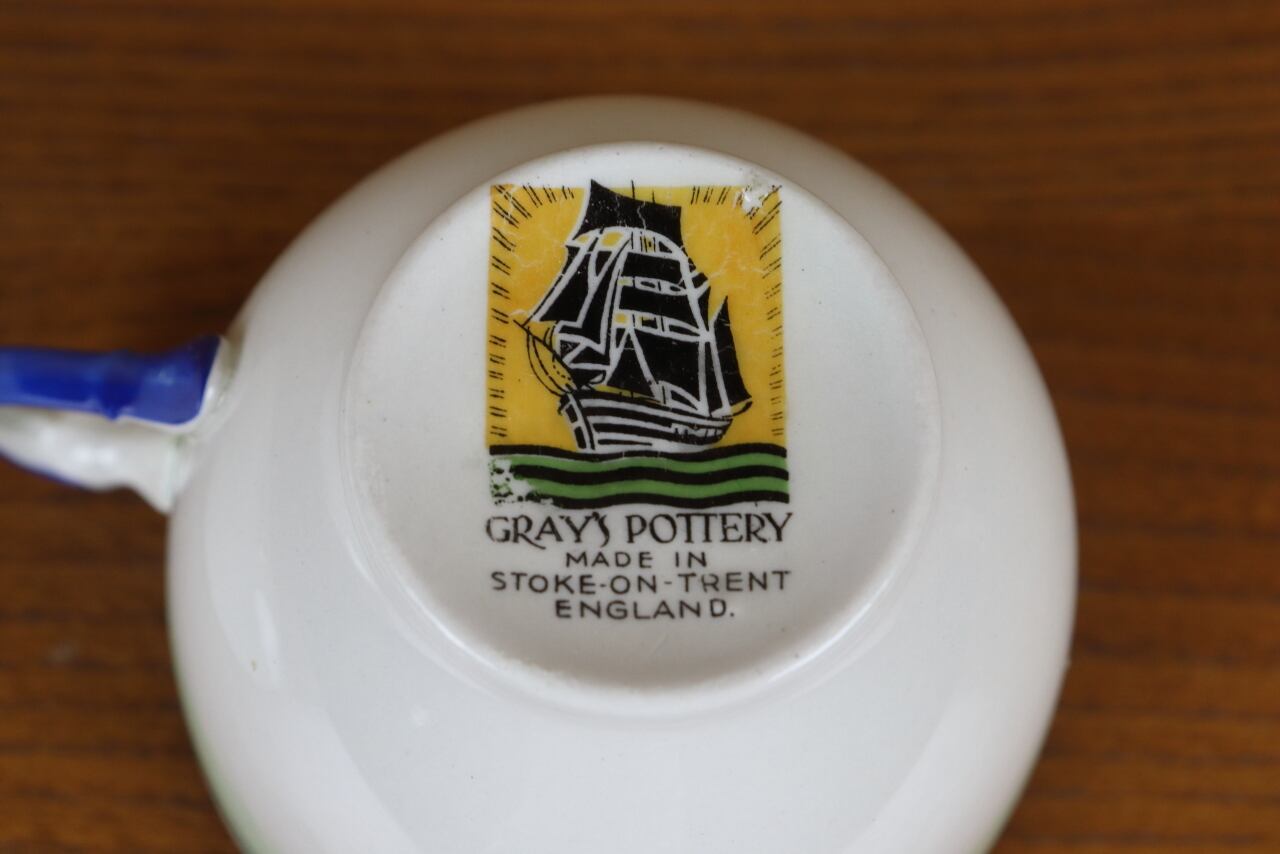 GRAY'S POTTERY
MADE IN
STOKE-ON-TRENT
ENGLAND.